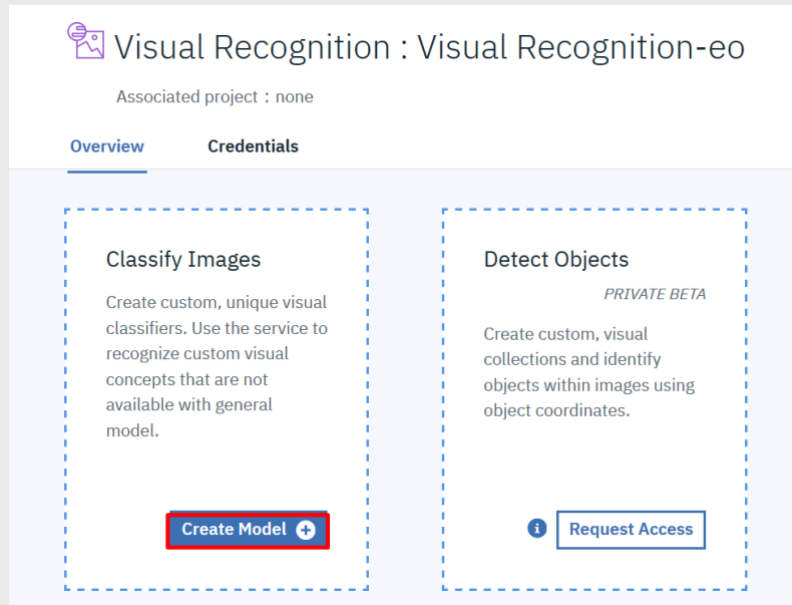 Visual Recognition : Visual Recognition-eo
Associated project : none
Overview
Credentials
Classify Images
Create custom, unique visual
classifiers. Use the service to
recognize custom visual
concepts that are not
available with general
model.
Create Model
Detect Objects
PRIVATE BETA
Create custom, visual
collections and identify
objects within images using
object coordinates.
Request Access